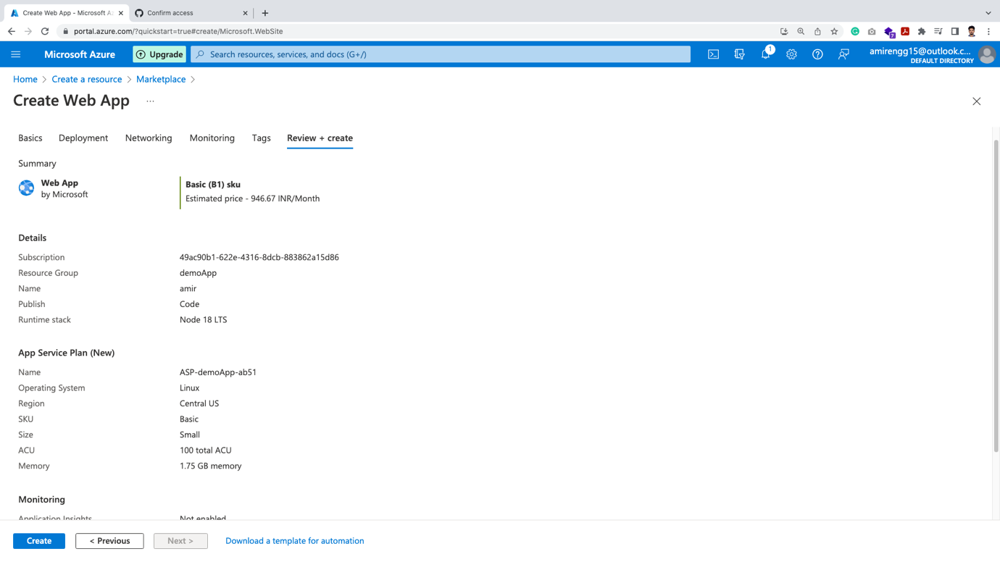 Create Web App - Microsoft Az
Confirm access
portal.azure.com/?quickstart=true#create/Microsoft.WebSite
7
Microsoft Azure
Upgrade
Search resources, services, and docs (G+/)
1
amirengg15@outlook.c...
DEFAULT DIRECTORY
Home > Create a resource > Marketplace >
Create Web App ...
Basics Deployment Networking Monitoring Tags Review + create
Summary
Web App
by Microsoft
Basic (B1) sku
Estimated price - 946.67 INR/Month
Details
Subscription 49ac90b1-622e-4316-8dcb-883862a15d86
Resource Group demoApp
Name amir
Publish Code
Runtime stack Node 18 LTS
App Service Plan (New)
Name ASP-demoApp-ab51
Operating System Linux
Region Central US
SKU Basic
Size Small
ACU 100 total ACU
Memory 1.75 GB memory
Monitoring
Application Insights Not enabled
Create < Previous Next > Download a template for automation